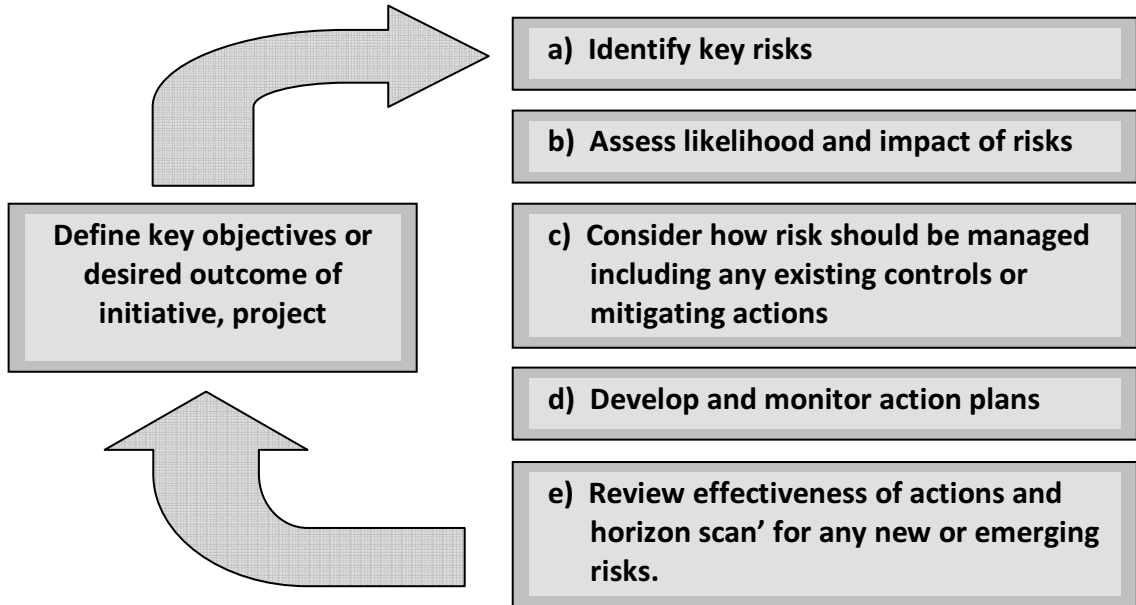 a) Identify key risks
b) Assess likelihood and impact of risks
Define key objectives or
desired outcome of
initiative, project
c) Consider how risk should be managed
including any existing controls or
mitigating actions
d) Develop and monitor action plans
e) Review effectiveness of actions and
horizon scan’ for any new or emerging
risks.